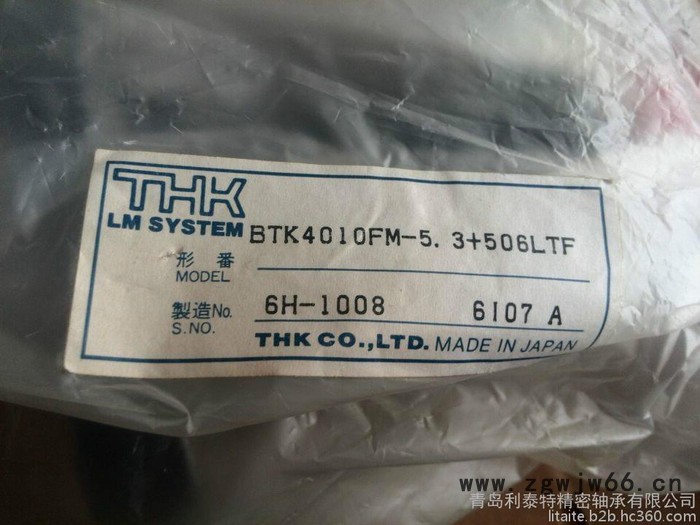 THK
LM SYSTEM
BTK4010FM-5.3+506LTF
形番
MODEL
製造No.
S.NO.
6H-1008 6107 A
THK CO.,LTD. MADE IN JAPAN
www.zgwjw66.cn
青岛利泰特精密轴承有限公司
litaite.b2b.hc360.com